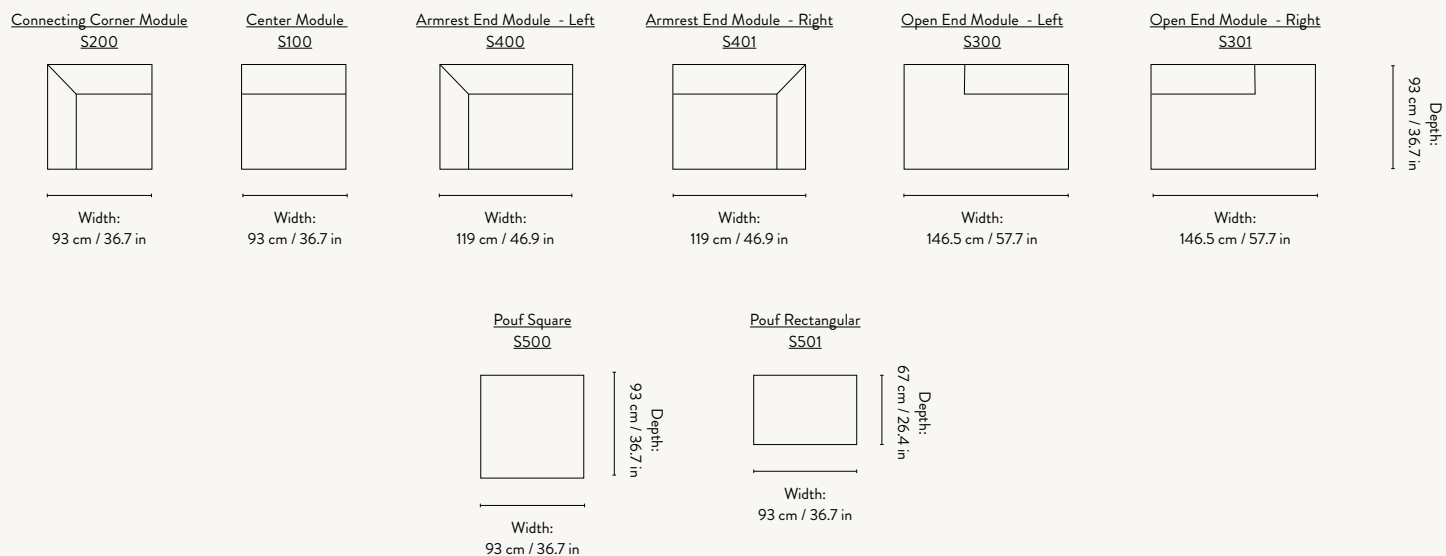 Connecting Corner Module
S200
Center Module
S100
Armrest End Module - Left
S400
Armrest End Module - Right
S401
Open End Module - Left
S300
Open End Module - Right
S301
Depth:
93 cm / 36.7 in
Width:
93 cm / 36.7 in
Width:
93 cm / 36.7 in
Width:
119 cm / 46.9 in
Width:
119 cm / 46.9 in
Width:
146.5 cm / 57.7 in
Width:
146.5 cm / 57.7 in
Pouf Square
S500
Depth:
93 cm / 36.7 in
Width:
93 cm / 36.7 in
Pouf Rectangular
S501
Depth:
67 cm / 26.4 in
Width:
93 cm / 36.7 in